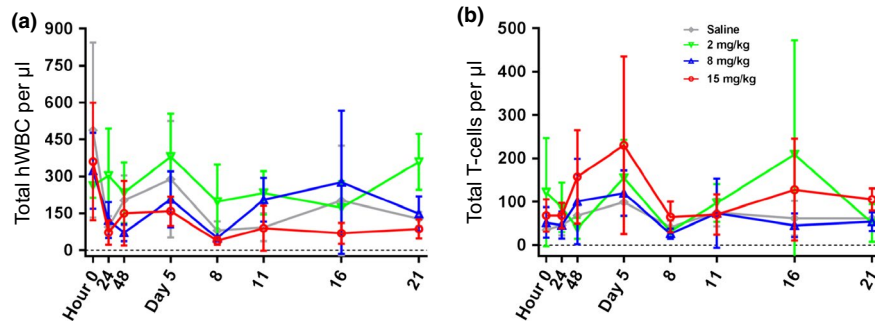 (a)
Total hWBC per µl
900
750
600
450
300
150
0
Hour 0
24
48
Day 5
8
11
16
21
(b)
Total T-cells per µl
500
400
300
200
100
0
Saline
2 mg/kg
8 mg/kg
15 mg/kg
Hour 0
24
48
Day 5
8
11
16
21